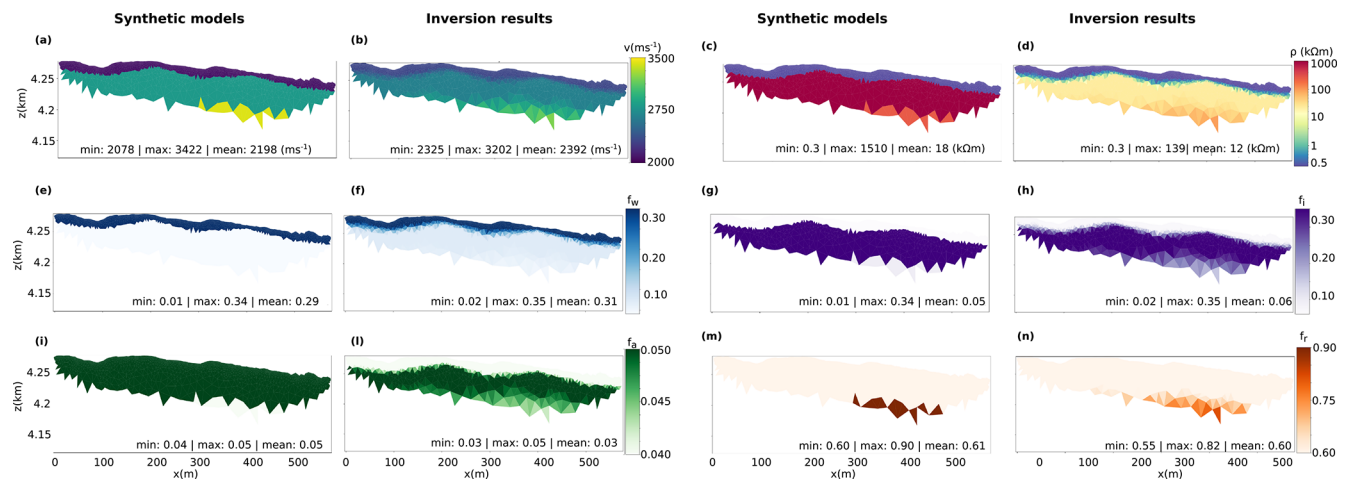 Synthetic models
Inversion results
Synthetic models
Inversion results
(a)
(b)
(c)
(d)
v(ms⁻¹)
ρ (kΩm)
z(km)
4.25
4.2
4.15
3500
2750
2000
1000
100
10
1
0.5
min: 2078 | max: 3422 | mean: 2198 (ms⁻¹)
min: 2325 | max: 3202 | mean: 2392 (ms⁻¹)
min: 0.3 | max: 1510 | mean: 18 (kΩm)
min: 0.3 | max: 139| mean: 12 (kΩm)
(e)
(f)
(g)
(h)
f_w
f_i
z(km)
4.25
4.2
4.15
0.30
0.20
0.10
0.30
0.20
0.10
min: 0.01 | max: 0.34 | mean: 0.29
min: 0.02 | max: 0.35 | mean: 0.31
min: 0.01 | max: 0.34 | mean: 0.05
min: 0.02 | max: 0.35 | mean: 0.06
(i)
(l)
(m)
(n)
f_a
f_r
z(km)
4.25
4.2
4.15
0.050
0.045
0.040
0.90
0.75
0.60
min: 0.04 | max: 0.05 | mean: 0.05
min: 0.03 | max: 0.05 | mean: 0.03
min: 0.60 | max: 0.90 | mean: 0.61
min: 0.55 | max: 0.82 | mean: 0.60
0 100 200 300 400 500
0 100 200 300 400 500
0 100 200 300 400 500
0 100 200 300 400 500
x(m)
x(m)
x(m)
x(m)